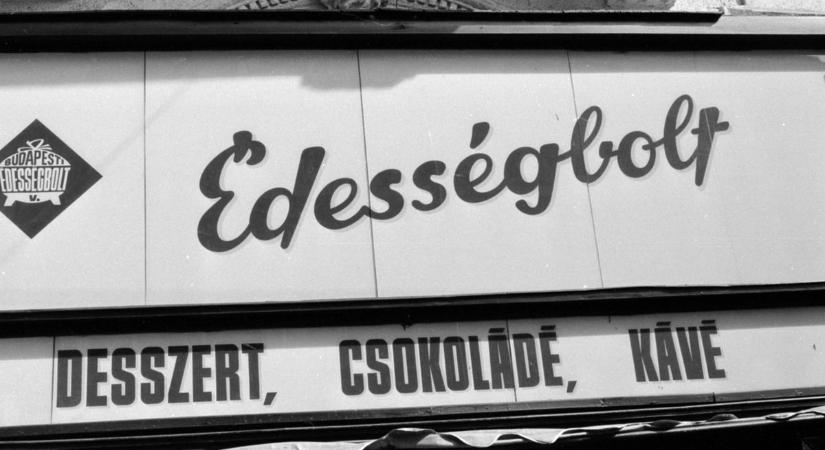 BUDAPESTI
ÉDESSÉGBOLT
V.
Édességbolt
DESSZERT, CSOKOLÁDÉ, KÁVÉ